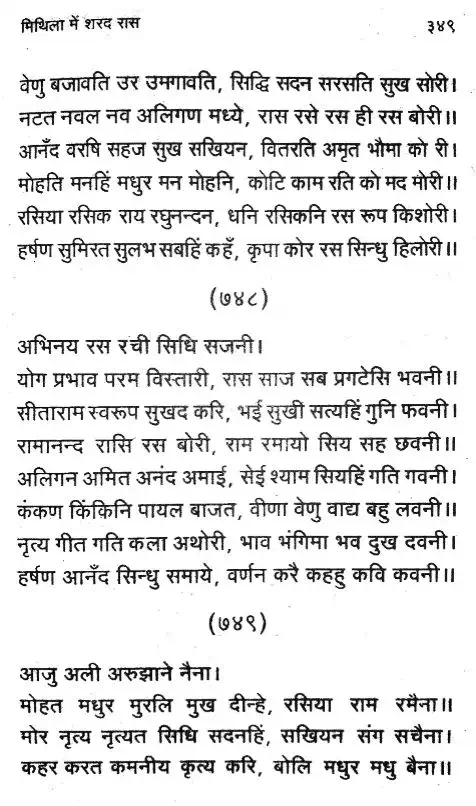 मिथिला में शरद रास ३४९
वेणु बजावति उर उमगावति, सिद्धि सदन सरसति सुख सोरी।
नटत नवल नव अलिगण मध्ये, रास रसे रस ही रस बोरी॥
आनँद वरषि सहज सुख सखियन, वितरति अमृत भौमा को री।
मोहति मनहिं मधुर मन मोहनि, कोटि काम रति को मद मोरी॥
रसिया रसिक राय रघुनन्दन, धनि रसिकनि रस रूप किशोरी।
हर्षण सुमिरत सुलभ सबहिं कहँ, कृपा कोर रस सिन्धु हिलोरी॥
(७४८)
अभिनय रस रची सिधि सजनी।
योग प्रभाव परम विस्तारी, रास साज सब प्रगटेसि भवनी॥
सीताराम स्वरूप सुखद करि, भई सुखी सत्यहिं गुनि फवनी।
रामानन्द रासि रस बोरी, राम रमायो सिय सह छवनी॥
अलिगन अमित अनंद अमाई, सेई श्याम सियहिं गति गवनी।
कंकण किंकिनि पायल बाजत, वीणा वेणु वाद्य बहु लवनी॥
नृत्य गीत गति कला अथोरी, भाव भंगिमा भव दुख दवनी।
हर्षण आनँद सिन्धु समाये, वर्णन करै कहहु कवि कवनी॥
(७४९)
आजु अली अरुझाने नैना।
मोहत मधुर मुरलि मुख दीन्हे, रसिया राम रमैना॥
मोर नृत्य नृत्यत सिधि सदनहिं, सखियन संग सचैना।
कहर करत कमनीय कृत्य करि, बोलि मधुर मधु बैना॥